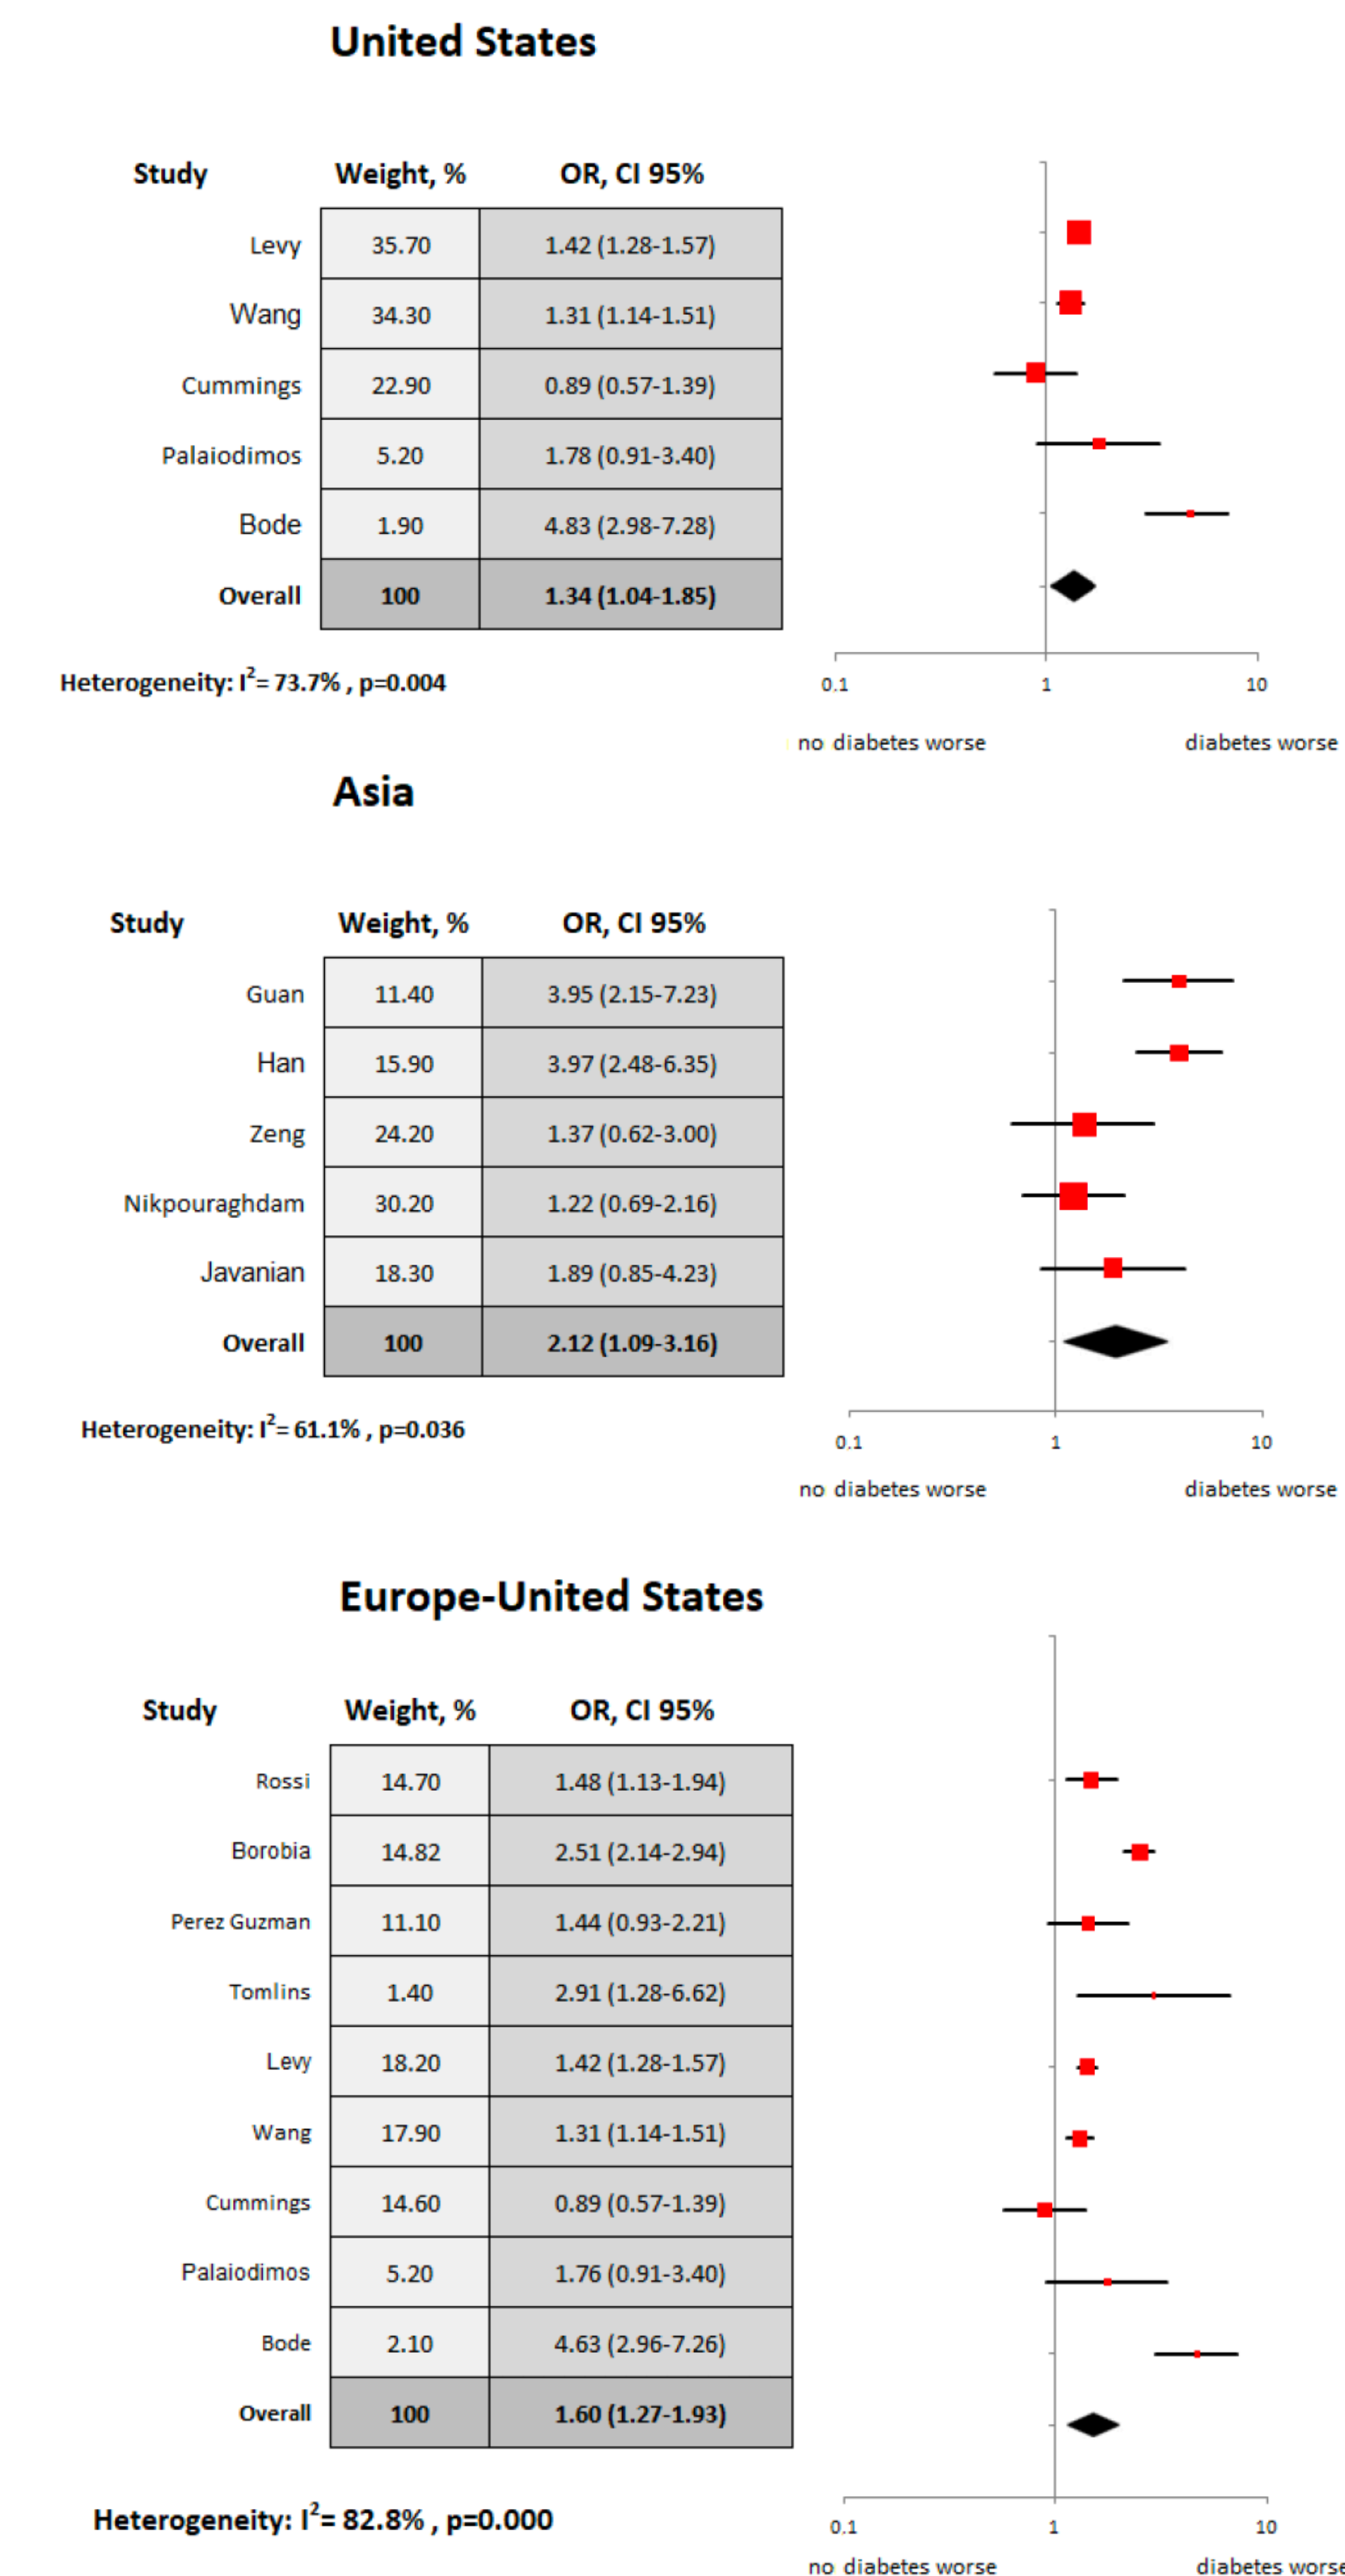 United States
Study Weight, % OR, CI 95%
Levy 35.70 1.42 (1.28-1.57)
Wang 34.30 1.31 (1.14-1.51)
Cummings 22.90 0.89 (0.57-1.39)
Palaiodimos 5.20 1.78 (0.91-3.40)
Bode 1.90 4.83 (2.98-7.28)
Overall 100 1.34 (1.04-1.85)
Heterogeneity: I²= 73.7% , p=0.004
0.1 1 10
no diabetes worse diabetes worse
Asia
Study Weight, % OR, CI 95%
Guan 11.40 3.95 (2.15-7.23)
Han 15.90 3.97 (2.48-6.35)
Zeng 24.20 1.37 (0.62-3.00)
Nikpouraghdam 30.20 1.22 (0.69-2.16)
Javanian 18.30 1.89 (0.85-4.23)
Overall 100 2.12 (1.09-3.16)
Heterogeneity: I²= 61.1% , p=0.036
0.1 1 10
no diabetes worse diabetes worse
Europe-United States
Study Weight, % OR, CI 95%
Rossi 14.70 1.48 (1.13-1.94)
Borobia 14.82 2.51 (2.14-2.94)
Perez Guzman 11.10 1.44 (0.93-2.21)
Tomlins 1.40 2.91 (1.28-6.62)
Levy 18.20 1.42 (1.28-1.57)
Wang 17.90 1.31 (1.14-1.51)
Cummings 14.60 0.89 (0.57-1.39)
Palaiodimos 5.20 1.76 (0.91-3.40)
Bode 2.10 4.63 (2.96-7.26)
Overall 100 1.60 (1.27-1.93)
Heterogeneity: I²= 82.8% , p=0.000
0.1 1 10
no diabetes worse diabetes worse